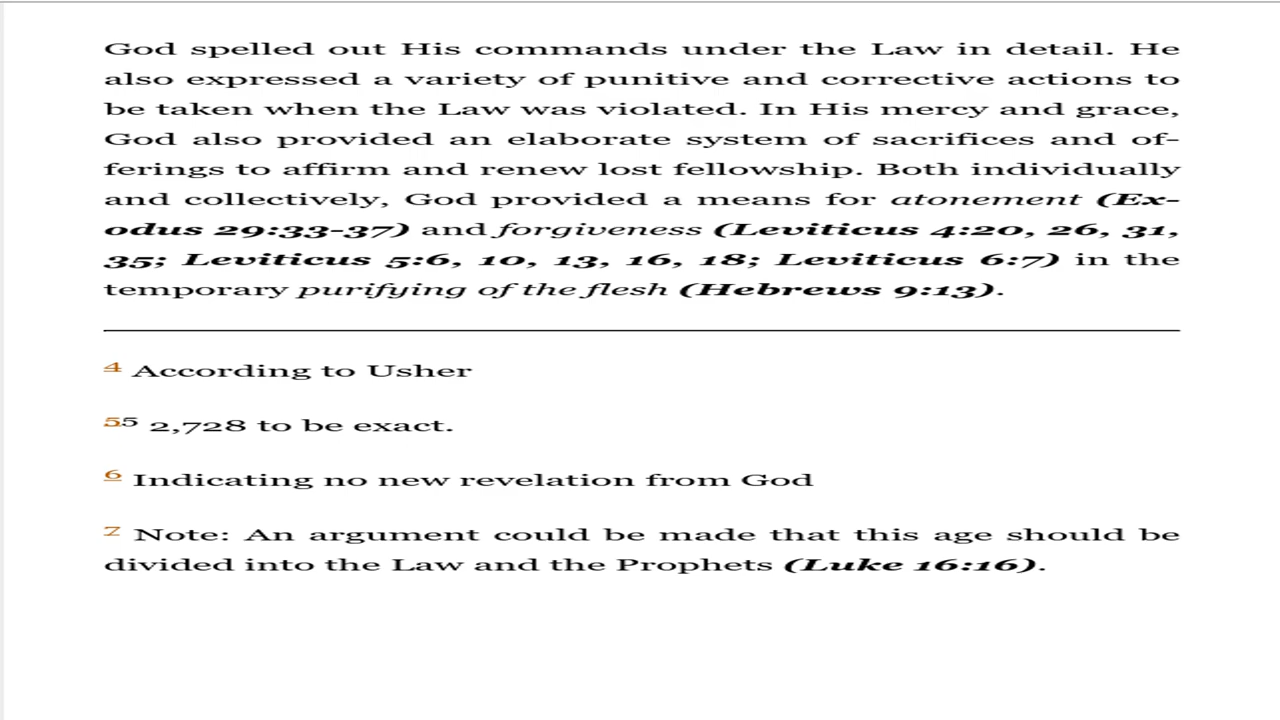 God spelled out His commands under the Law in detail. He
also expressed a variety of punitive and corrective actions to
be taken when the Law was violated. In His mercy and grace,
God also provided an elaborate system of sacrifices and of-
ferings to affirm and renew lost fellowship. Both individually
and collectively, God provided a means for atonement (Ex-
odus 29:33-37) and forgiveness (Leviticus 4:20, 26, 31,
35; Leviticus 5:6, 10, 13, 16, 18; Leviticus 6:7) in the
temporary purifying of the flesh (Hebrews 9:13).
4 According to Usher
55 2,728 to be exact.
6 Indicating no new revelation from God
7 Note: An argument could be made that this age should be
divided into the Law and the Prophets (Luke 16:16).